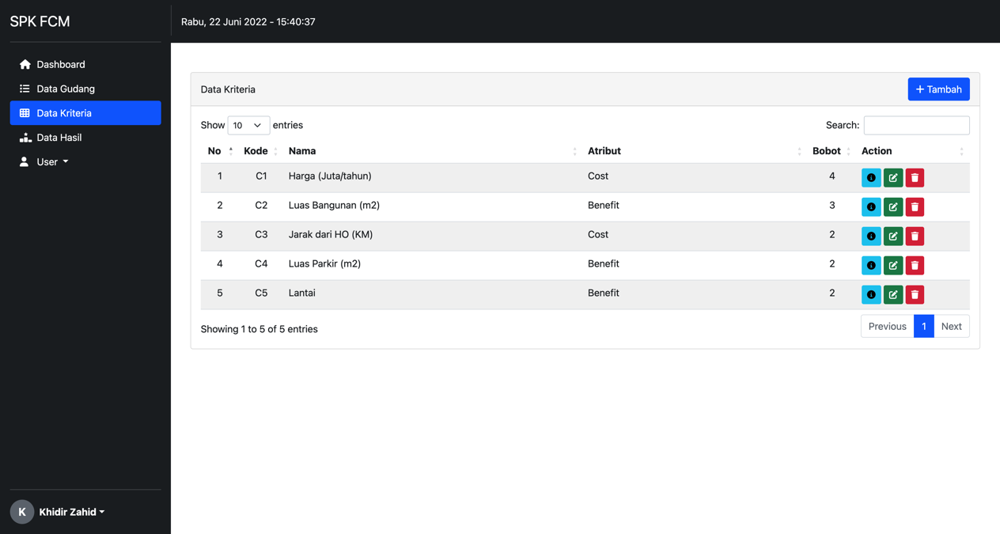 SPK FCM
Rabu, 22 Juni 2022 - 15:40:37
Dashboard
Data Gudang
Data Kriteria
Data Hasil
User
Data Kriteria
+ Tambah
Show 10 entries
Search:
No Kode Nama Atribut Bobot Action
1 C1 Harga (Juta/tahun) Cost 4
2 C2 Luas Bangunan (m2) Benefit 3
3 C3 Jarak dari HO (KM) Cost 2
4 C4 Luas Parkir (m2) Benefit 2
5 C5 Lantai Benefit 2
Showing 1 to 5 of 5 entries
Previous 1 Next
K Khidir Zahid